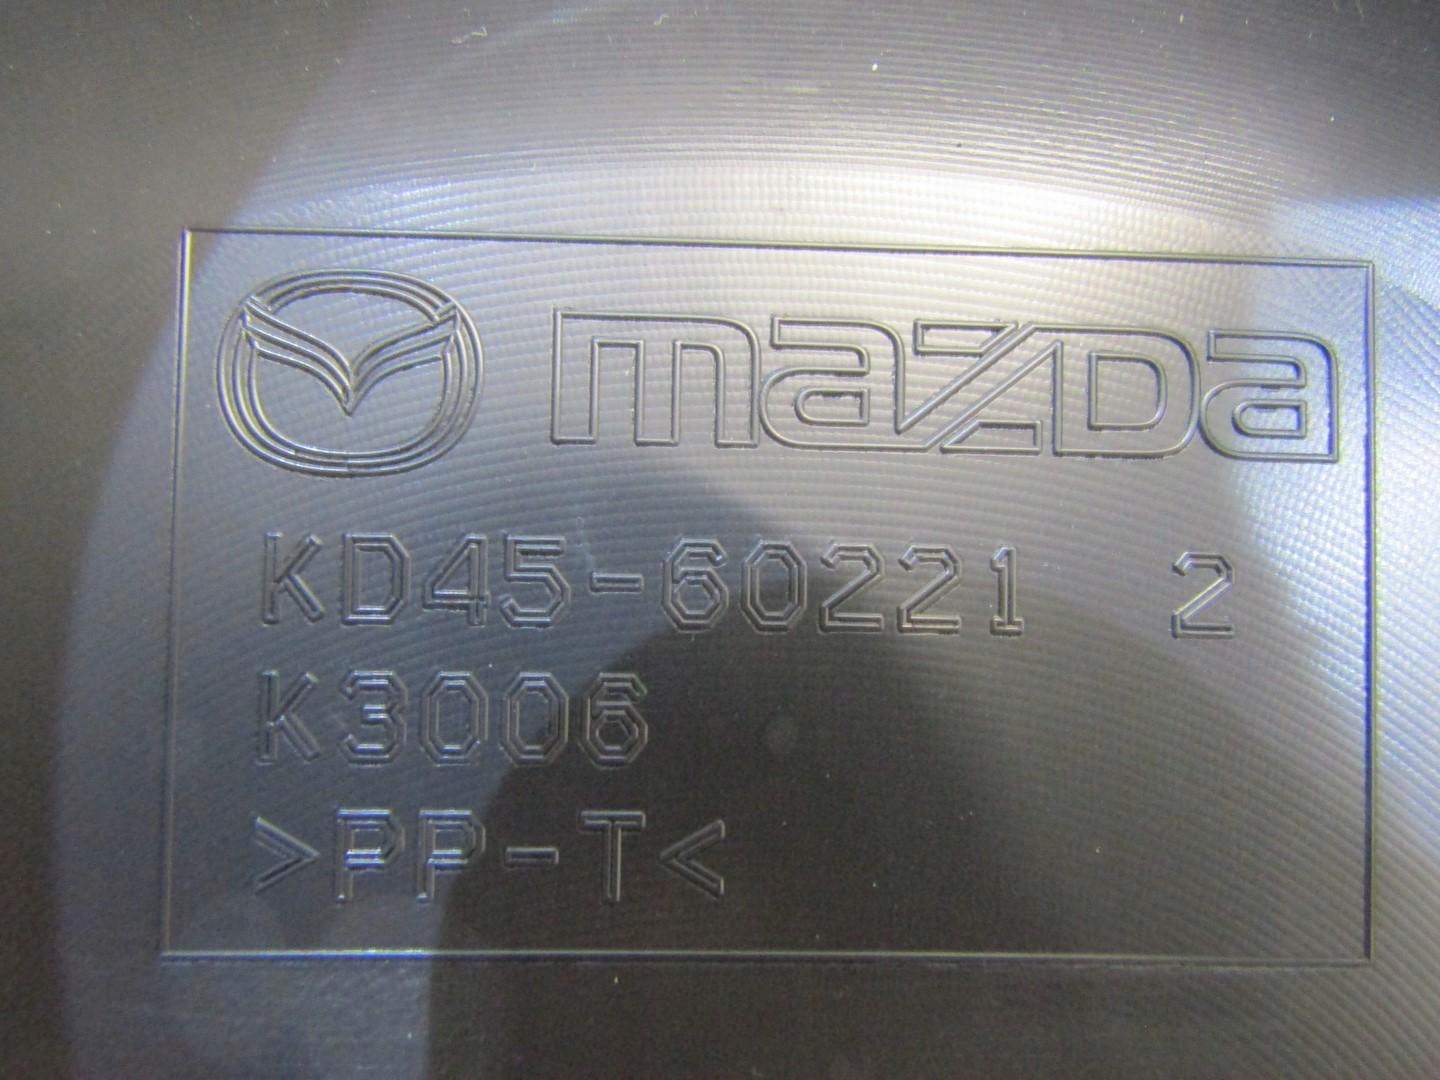 mazda
KD45-60221 2
K3006
>PP-T<